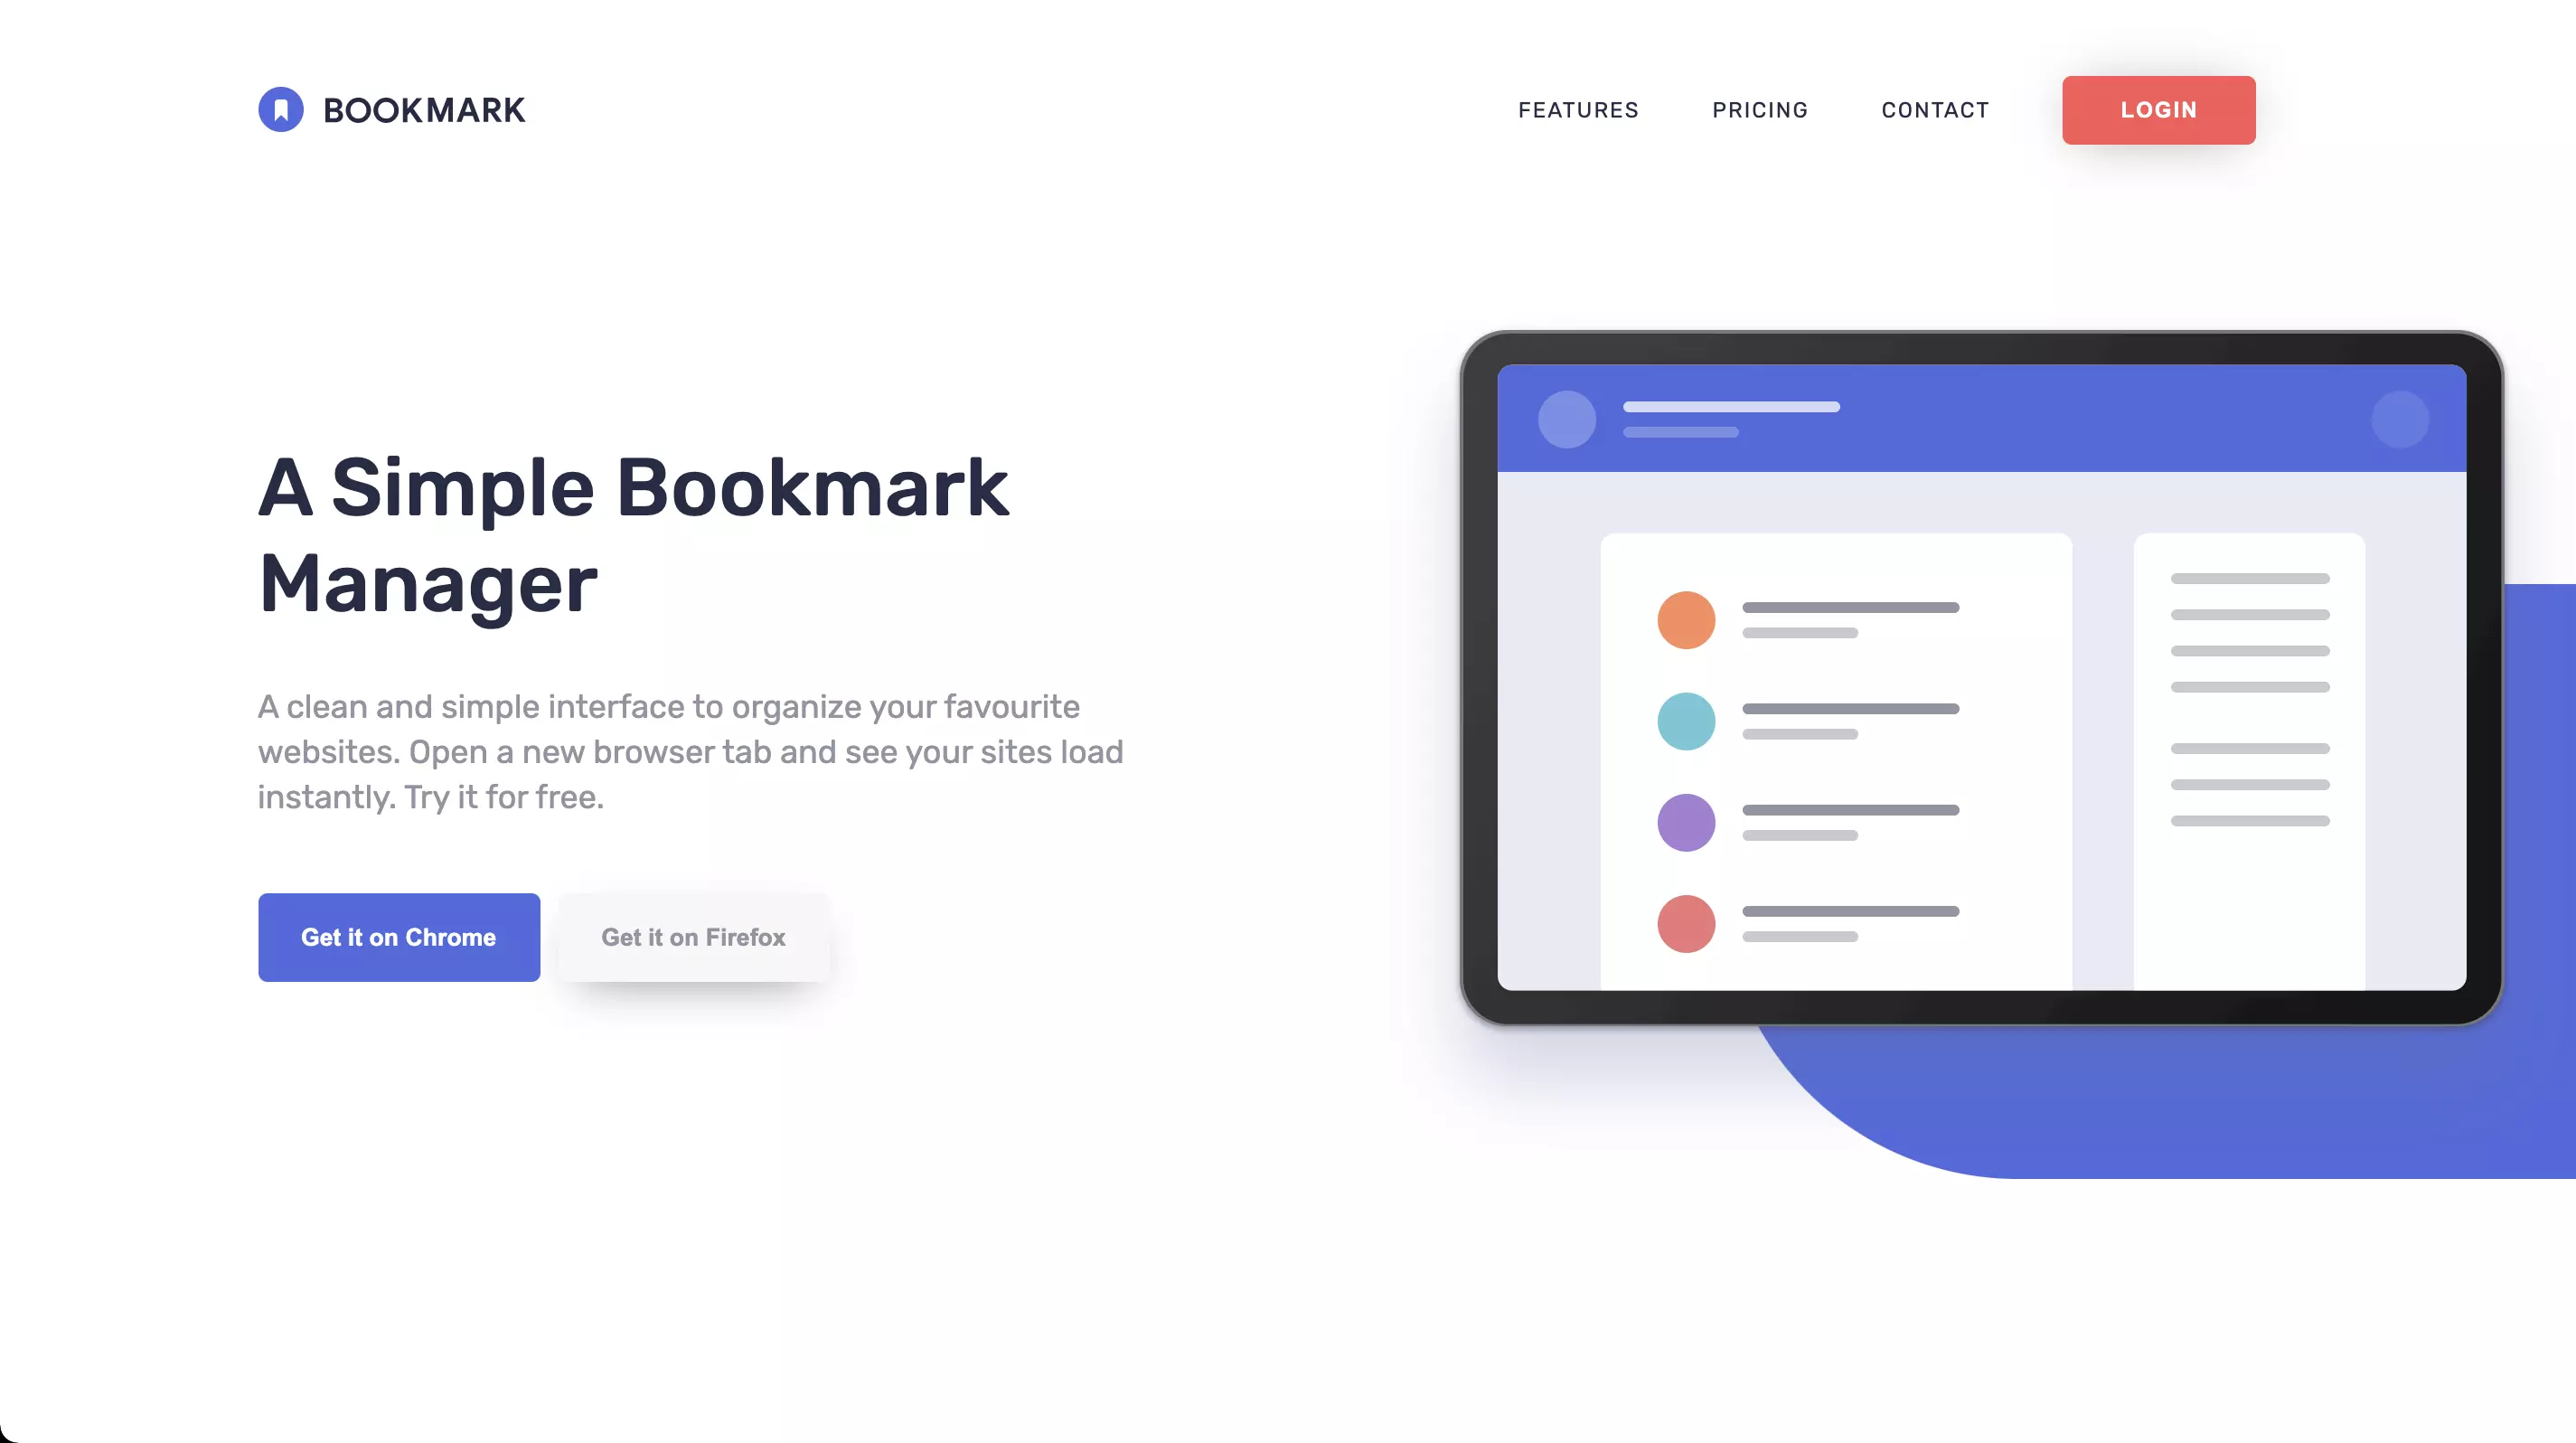 BOOKMARK
FEATURES PRICING CONTACT LOGIN
A Simple Bookmark
Manager
A clean and simple interface to organize your favourite
websites. Open a new browser tab and see your sites load
instantly. Try it for free.
Get it on Chrome Get it on Firefox